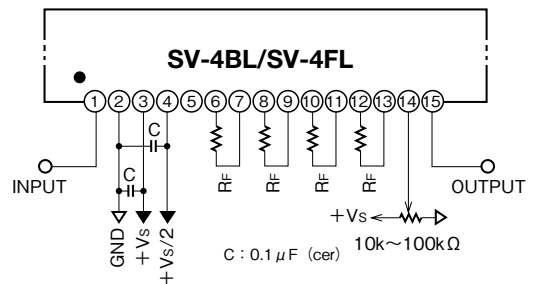 SV-4BL/SV-4FL
1 2 3 4 5 6 7 8 9 10 11 12 13 14 15
C
C
INPUT
OUTPUT
RF RF RF RF
GND
+Vs
+Vs/2
+Vs
10k～100kΩ
C：0.1μF (cer)